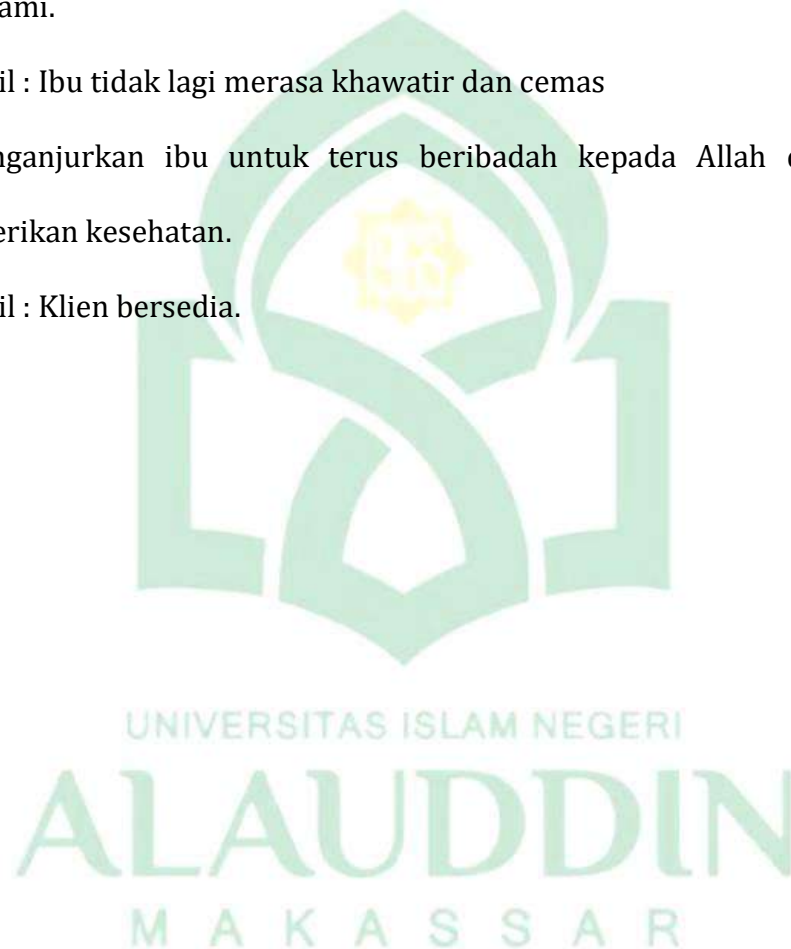 ami.
il : Ibu tidak lagi merasa khawatir dan cemas
nganjurkan ibu untuk terus beribadah kepada Allah
erikan kesehatan.
il : Klien bersedia.
UNIVERSITAS ISLAM NEGERI
ALAUDDIN
MAKASSAR